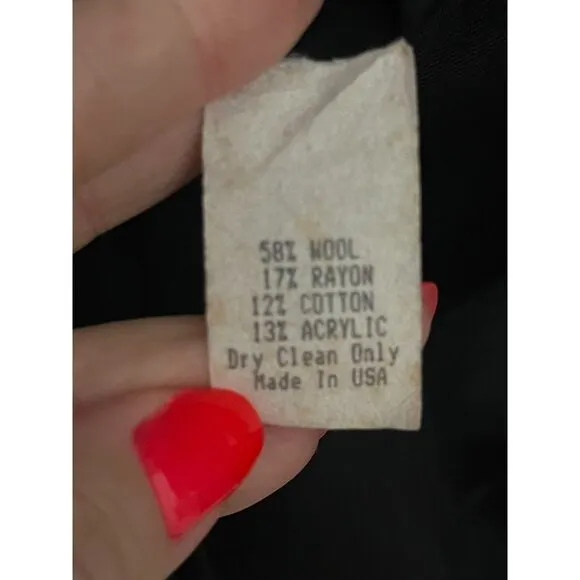 58% WOOL
17% RAYON
12% COTTON
13% ACRYLIC
Dry Clean Only
Made In USA